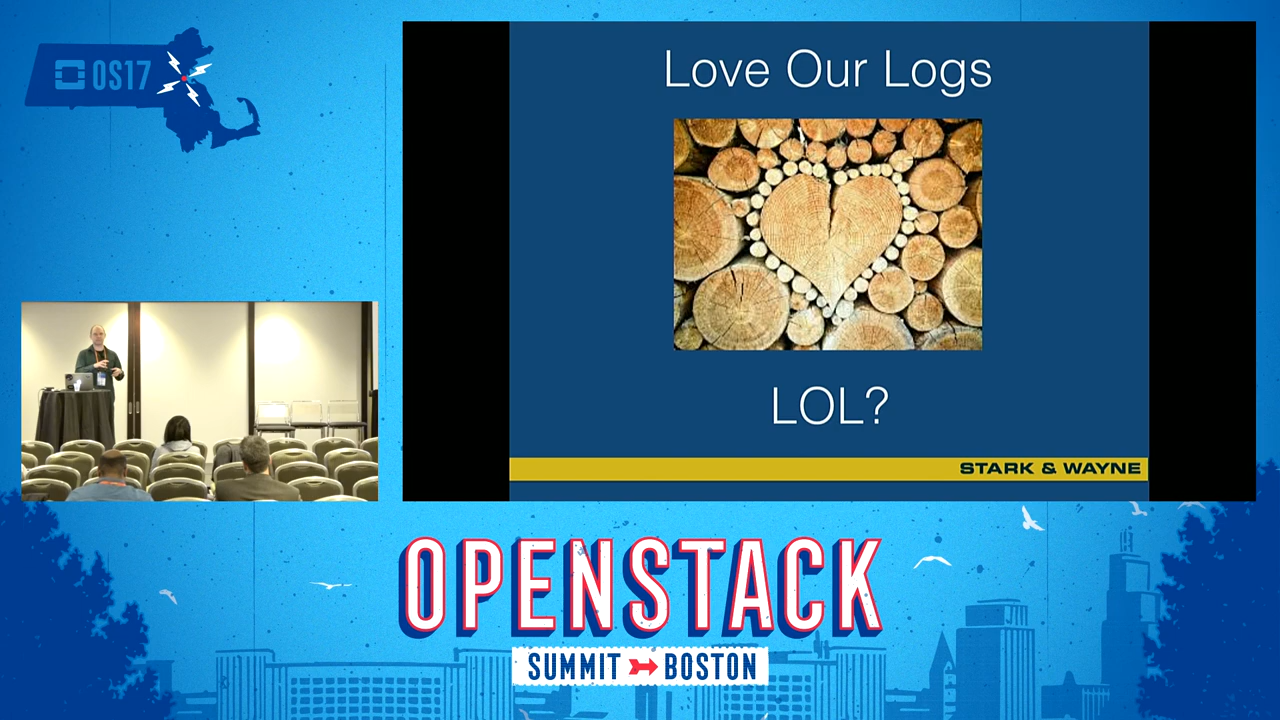 OS17
Love Our Logs
LOL?
STARK & WAYNE
OPENSTACK
SUMMIT BOSTON